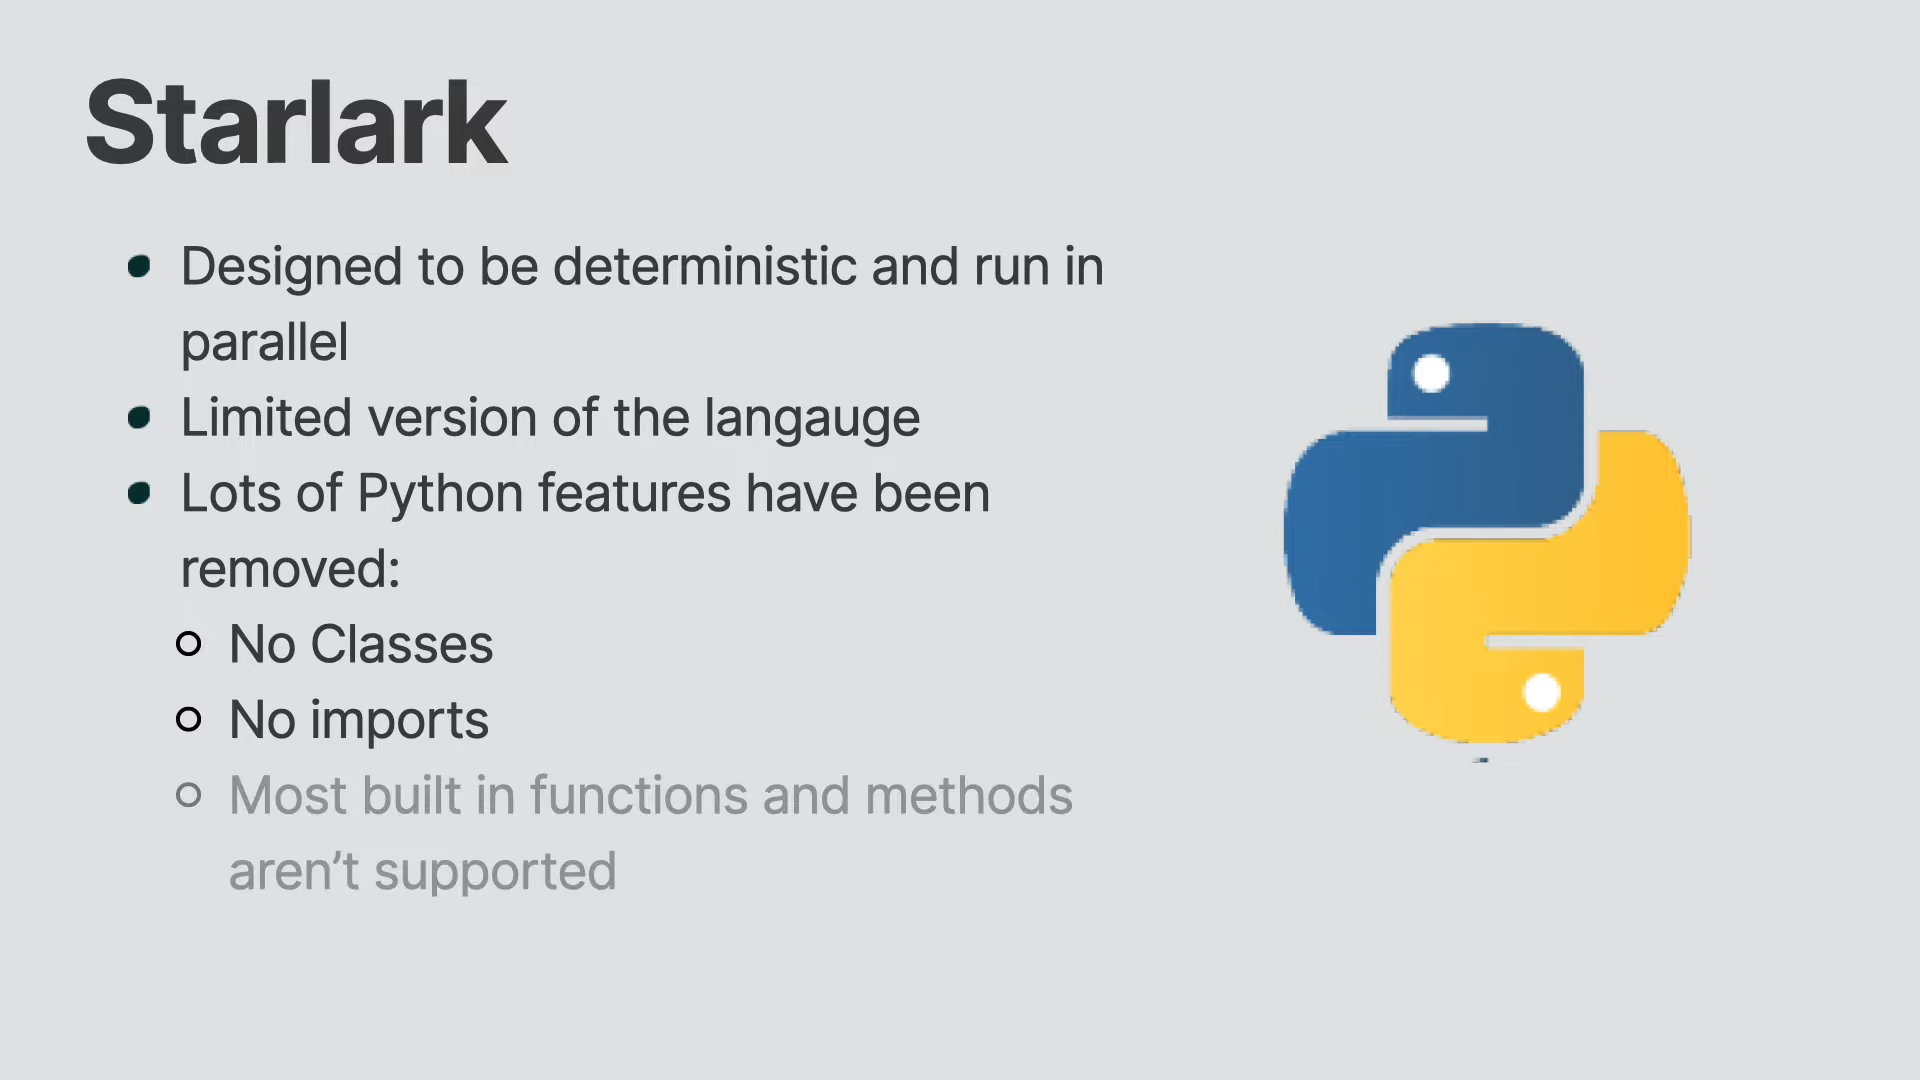 Starlark
Designed to be deterministic and run in
parallel
Limited version of the langauge
Lots of Python features have been
removed:
No Classes
No imports
Most built in functions and methods
aren’t supported